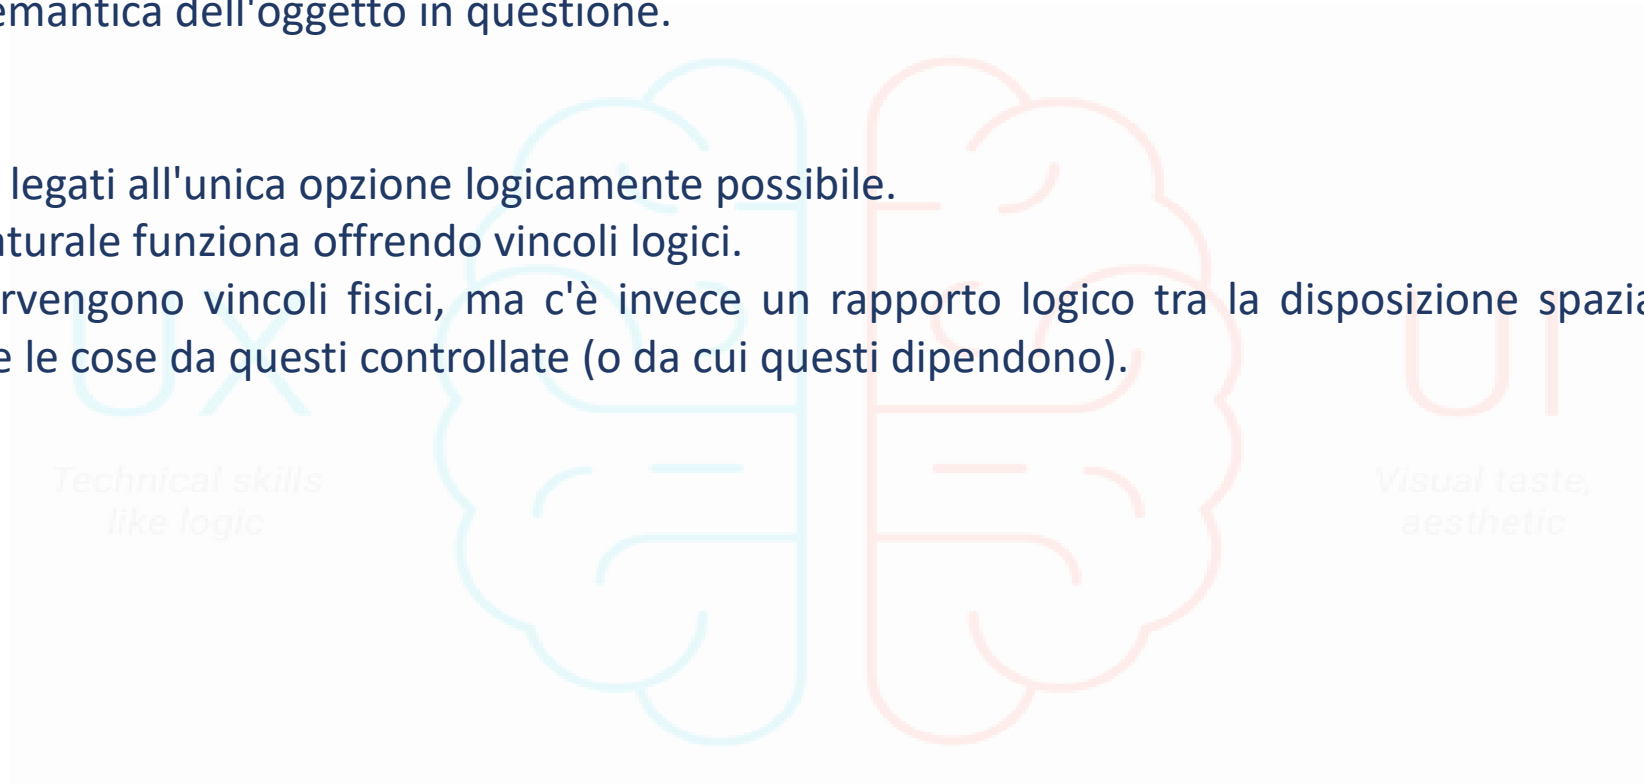 emantica dell'oggetto in questione.
legati all'unica opzione logicamente possibile.
aturale funziona offrendo vincoli logici.
rvengono vincoli fisici, ma c'è invece un rapporto logico tra la disposizione spazia
e le cose da questi controllate (o da cui questi dipendono).
UX
UI
Technical skills
like logic
Visual taste,
aesthetic